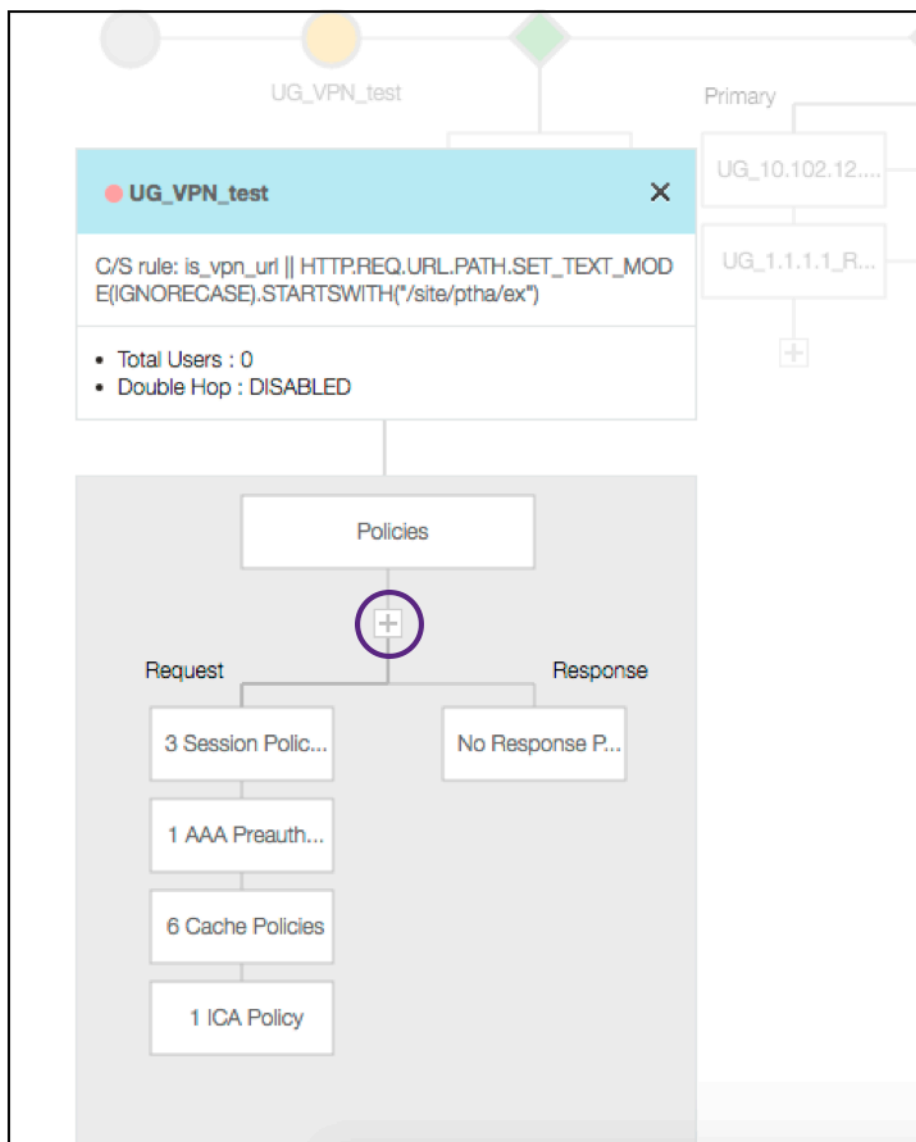 UG_VPN_test
Primary
UG_10.102.12....
UG_1.1.1.1_R...
UG_VPN_test
C/S rule: is_vpn_url || HTTP.REQ.URL.PATH.SET_TEXT_MOD
E(IGNORECASE).STARTSWITH("/site/ptha/ex")
• Total Users : 0
• Double Hop : DISABLED
Policies
Request
Response
3 Session Polic...
No Response P...
1 AAA Preauth...
6 Cache Policies
1 ICA Policy